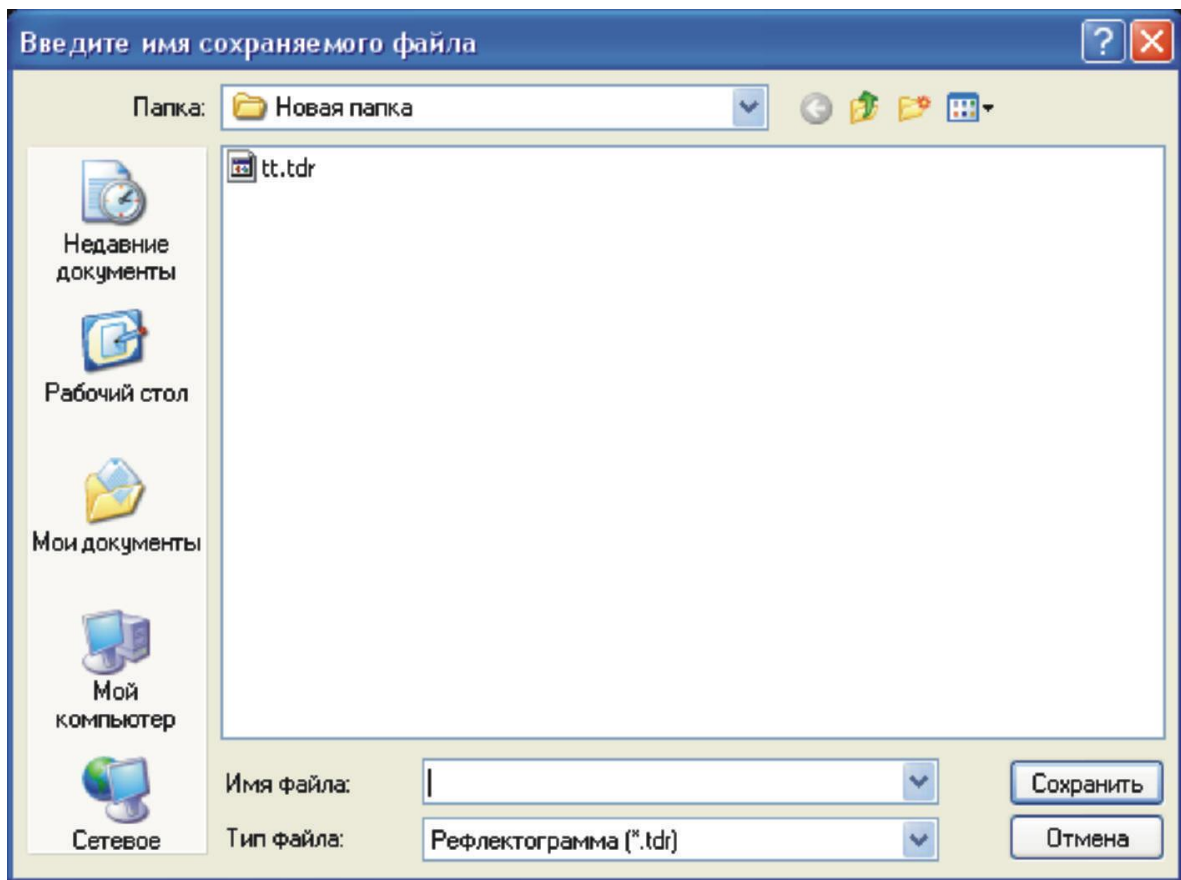 Введите имя сохраняемого файла
Папка: Новая папка
tt.tdr
Недавние
документы
Рабочий стол
Мои документы
Мой
компьютер
Сетевое
Имя файла:
Сохранить
Тип файла: Рефлектограмма (*.tdr)
Отмена